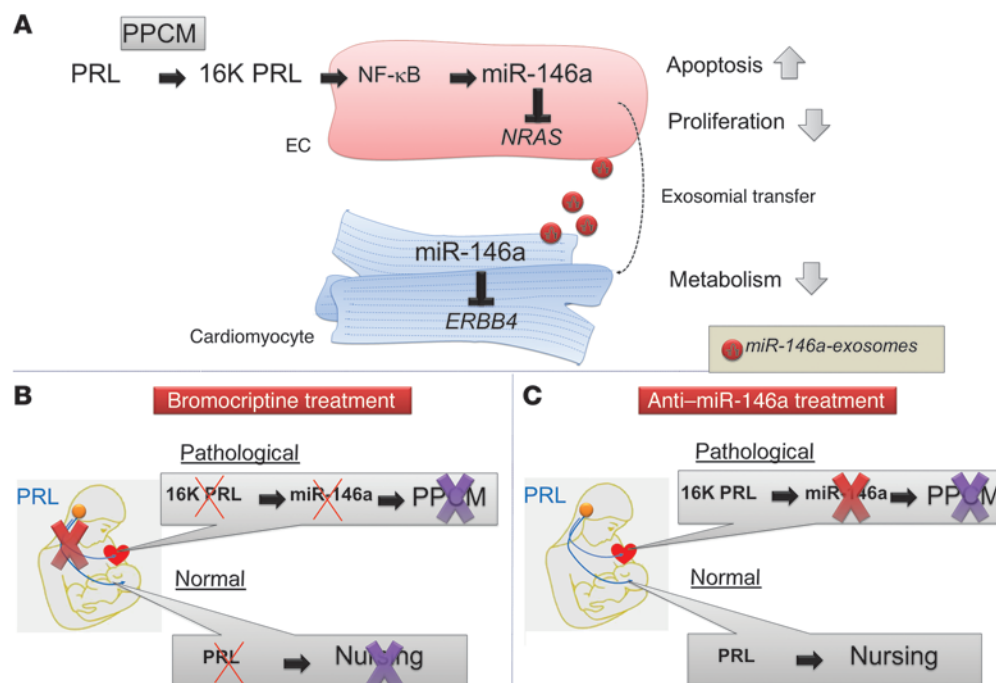 A
PPCM
PRL 16K PRL NF-κB miR-146a
NRAS
EC
Apoptosis
Proliferation
Exosomial transfer
miR-146a
ERBB4
Cardiomyocyte
Metabolism
miR-146a-exosomes
B
Bromocriptine treatment
Pathological
PRL
16K PRL miR-146a PPCM
Normal
PRL Nursing
C
Anti–miR-146a treatment
Pathological
PRL
16K PRL miR-146a PPCM
Normal
PRL Nursing